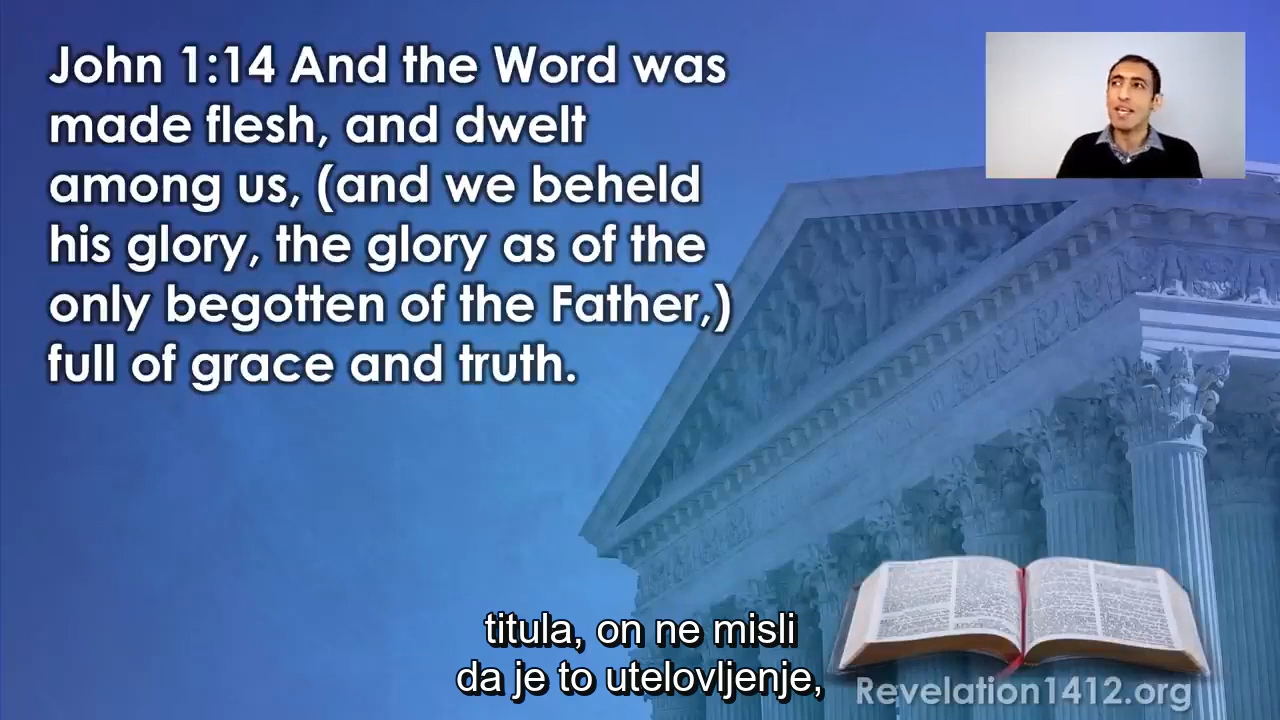 John 1:14 And the Word was
made flesh, and dwelt
among us, (and we beheld
his glory, the glory as of the
only begotten of the Father,)
full of grace and truth.
titula, on ne misli
da je to utelovljenje,
Revelation1412.org